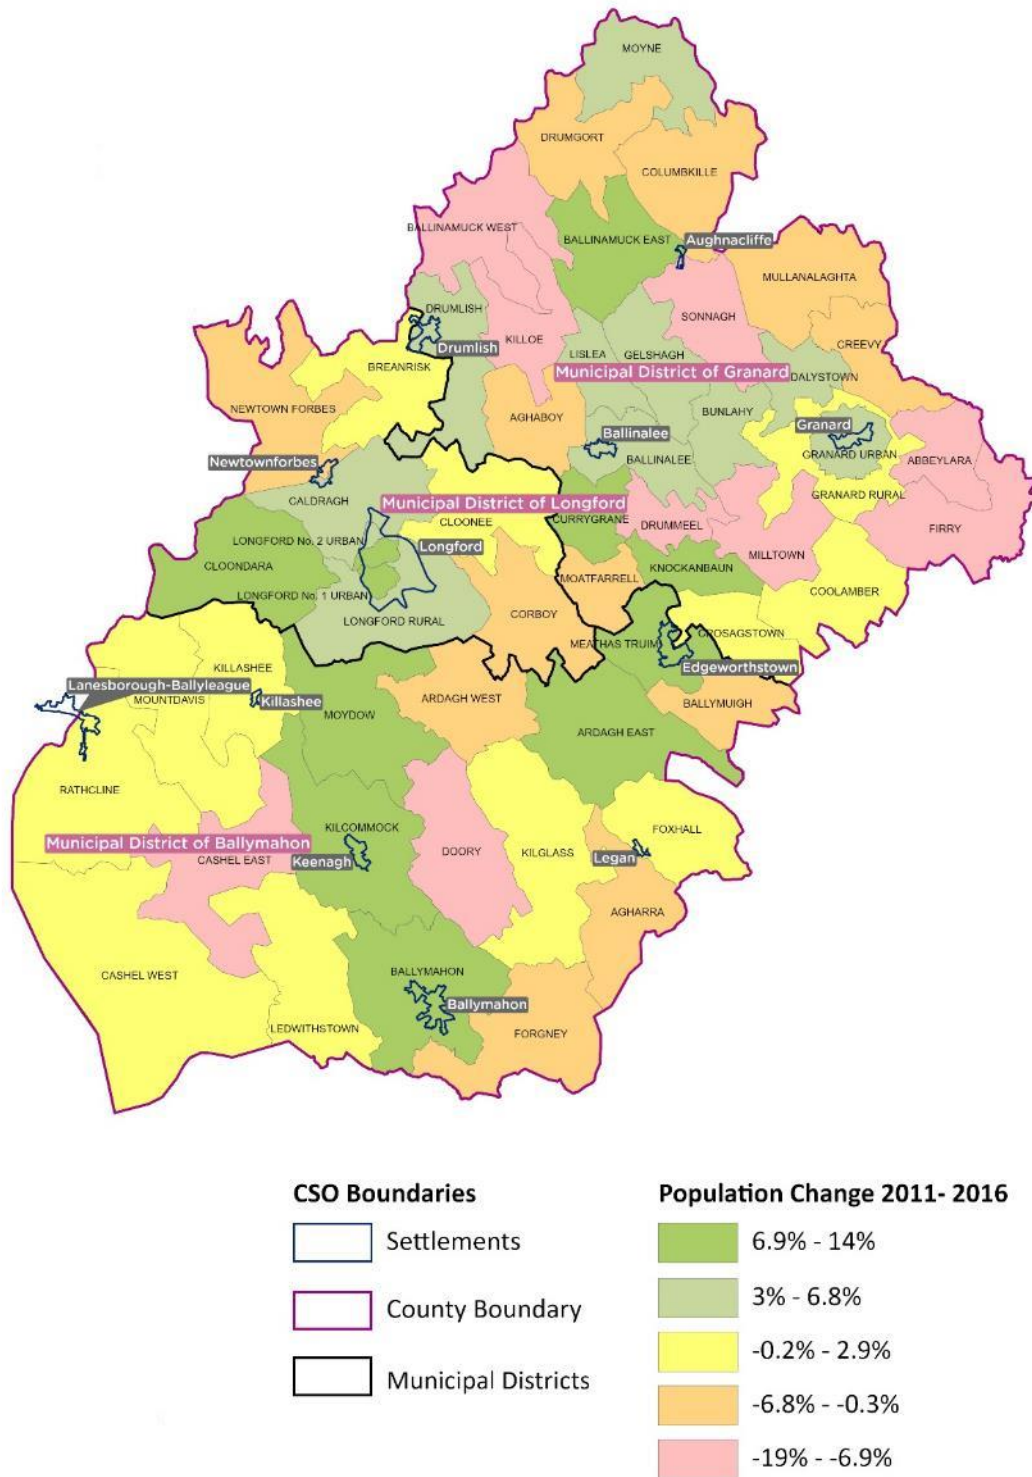 MOYNE
DRUMGORT
COLUMBKILLE
BALLINAMUCK WEST
BALLINAMUCK EAST
Aughnacliffe
MULLANALAGHTA
DRUMLISH
SONNAGH
Drumlish
KILLOE
LISLEA
GELSHAGH
CREEVY
BREANRISK
Municipal District of Granard
DALYSTOWN
NEWTOWN FORBES
AGHABOY
BUNLAHY
Granard
Ballinalee
GRANARD URBAN
Newtownforbes
BALLINALEE
ABBEYLARA
CALDRAGH
Municipal District of Longford
GRANARD RURAL
CLOONEE
CURRYGRANE
DRUMMEEL
FIRRY
LONGFORD No. 2 URBAN
Longford
MILLTOWN
CLOONDARA
KNOCKANBAUN
MOATFARRELL
COOLAMBER
LONGFORD No. 1 URBAN
LONGFORD RURAL
CORBOY
CROSAGSTOWN
MEATHAS TRUIM
KILLASHEE
Edgeworthstown
Lanesborough-Ballyleague
MOUNTDAVIS
Killashee
ARDAGH WEST
BALLYMUIGH
MOYDOW
ARDAGH EAST
RATHCLINE
KILCOMMOCK
FOXHALL
Municipal District of Ballymahon
CASHEL EAST
Keenagh
DOORY
KILGLASS
Legan
AGHARRA
CASHEL WEST
BALLYMAHON
Ballymahon
LEDWITHSTOWN
FORGNEY
CSO Boundaries
Settlements
County Boundary
Municipal Districts
Population Change 2011- 2016
6.9% - 14%
3% - 6.8%
-0.2% - 2.9%
-6.8% - -0.3%
-19% - -6.9%